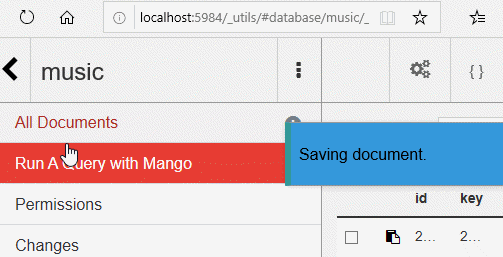 localhost:5984/_utils/#database/music/_
music
{ }
All Documents
Run A Query with Mango
Saving document.
Permissions
id key
Changes
2... 2...